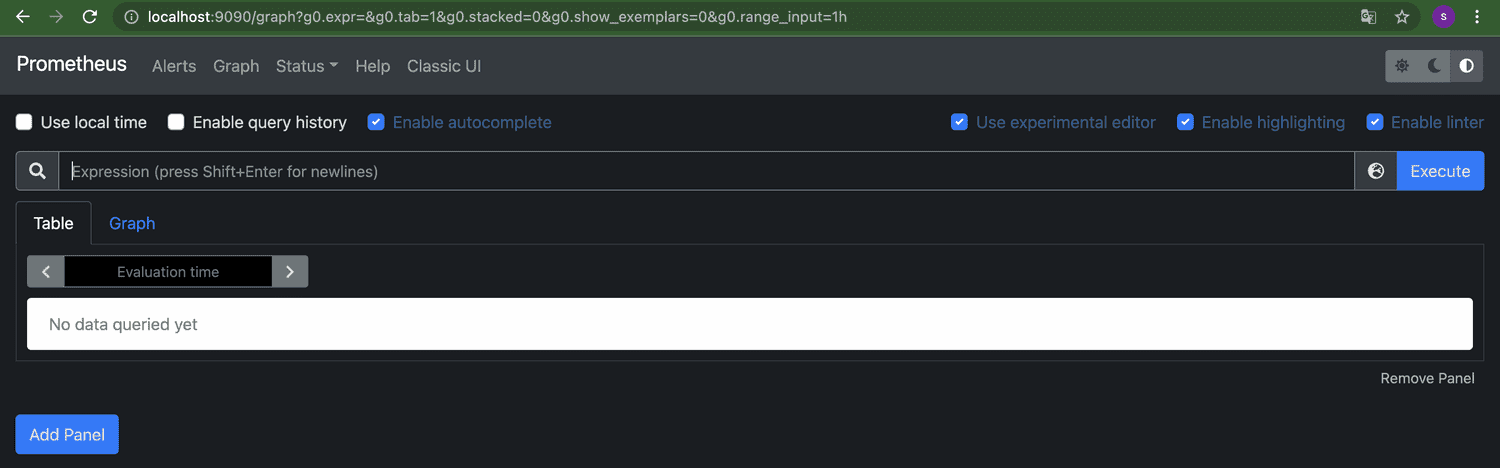 localhost:9090/graph?g0.expr=&g0.tab=1&g0.stacked=0&g0.show_exemplars=0&g0.range_input=1h
S
Prometheus Alerts Graph Status Help Classic UI
Use local time Enable query history Enable autocomplete Use experimental editor Enable highlighting Enable linter
Expression (press Shift+Enter for newlines) Execute
Table Graph
Evaluation time
No data queried yet
Remove Panel
Add Panel